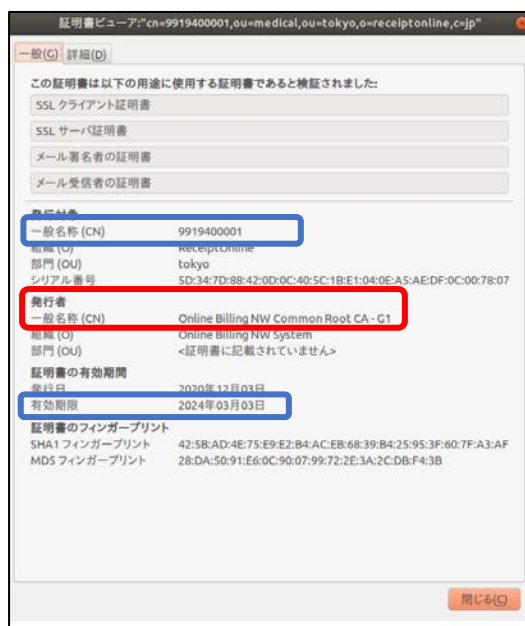 証明書ビューア:"cn=9919400001,ou=medical,ou=tokyo,o=receiptonline,c=jp"
一般(G) 詳細(D)
この証明書は以下の用途に使用する証明書であると検証されました:
SSL クライアント証明書
SSL サーバ証明書
メール署名者の証明書
メール受信者の証明書
発行対象
一般名称 (CN) 9919400001
組織 (O) ReceiptOnline
部門 (OU) tokyo
シリアル番号 5D:34:7D:88:42:0D:0C:40:5C:1B:E1:04:0E:A5:AE:DF:0C:00:78:07
発行者
一般名称 (CN) Online Billing NW Common Root CA - G1
組織 (O) Online Billing NW System
部門 (OU) <証明書に記載されていません>
証明書の有効期間
発行日 2020年12月03日
有効期限 2024年03月03日
証明書のフィンガープリント
SHA1 フィンガープリント 42:5B:AD:4E:75:E9:E2:B4:AC:EB:68:39:B4:25:95:3F:60:7F:A3:AF
MD5 フィンガープリント 28:DA:50:91:E6:0C:90:07:99:72:2E:3A:2C:DB:F4:3B
閉じる(C)